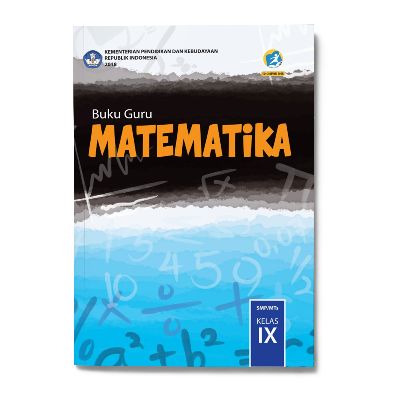 KEMENTERIAN PENDIDIKAN DAN KEBUDAYAAN
REPUBLIK INDONESIA
2018
Buku Guru
MATEMATIKA
SMP/MTs
KELAS
IX